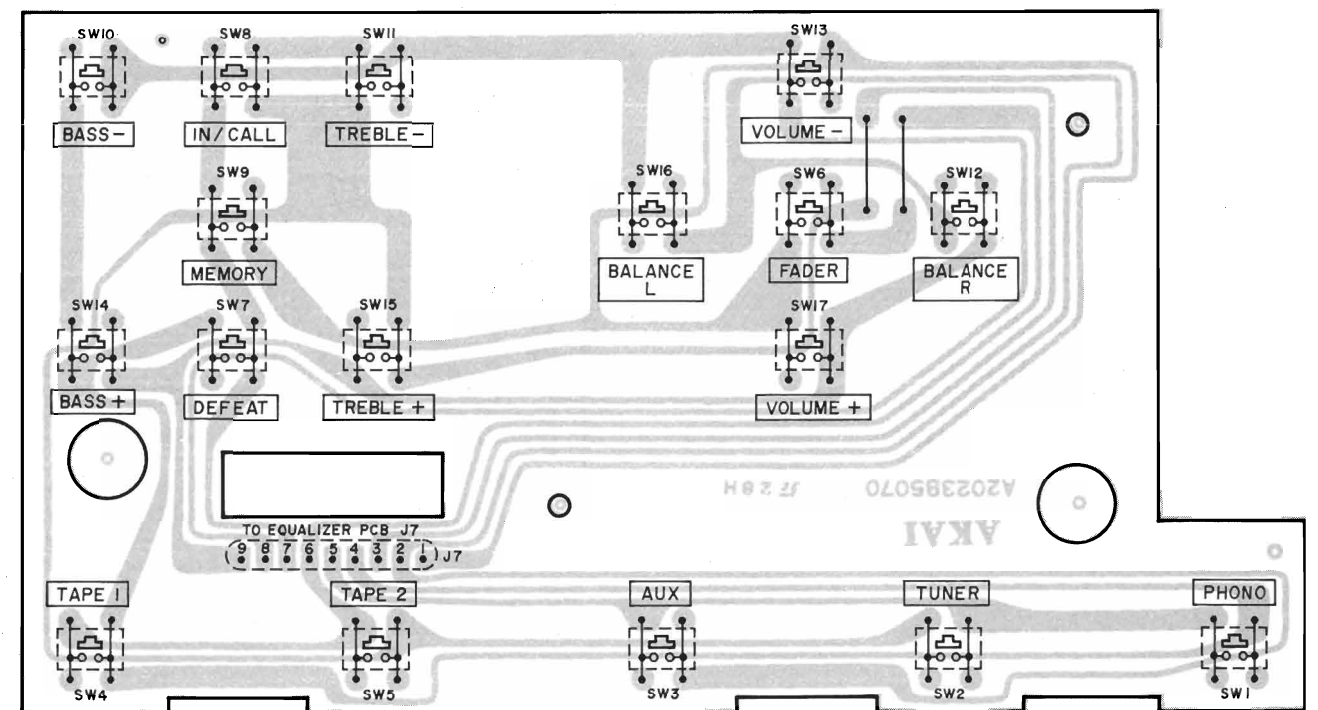 SW10 SW8 SW11 SW13
BASS- IN/CALL TREBLE- VOLUME-
SW9 SW16 SW6 SW12
MEMORY BALANCE L FADER BALANCE R
SW14 SW7 SW15 SW17
BASS+ DEFEAT TREBLE+ VOLUME+
A202B5070 JF28H
AKAI
TO EQUALIZER PCB J7
9 8 7 6 5 4 3 2 1 J7
TAPE 1 TAPE 2 AUX TUNER PHONO
SW4 SW5 SW3 SW2 SW1